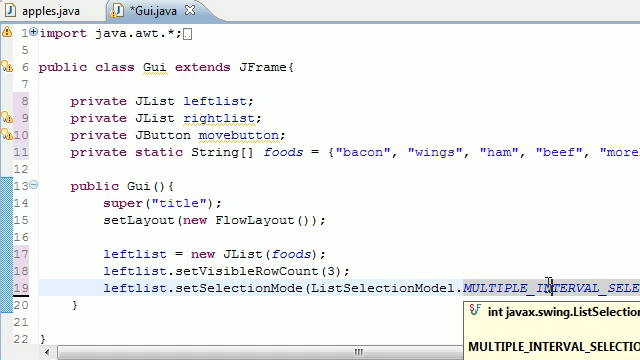 apples.java *Gui.java
1 import java.awt.*;
5
6 public class Gui extends JFrame{
7
8 private JList leftlist;
9 private JList rightlist;
10 private JButton movebutton;
11 private static String[] foods = {"bacon", "wings", "ham", "beef", "more
12
13 public Gui(){
14 super("title");
15 setLayout(new FlowLayout());
16
17 leftlist = new JList(foods);
18 leftlist.setVisibleRowCount(3);
19 leftlist.setSelectionMode(ListSelectionModel.MULTIPLE_INTERVAL_SELE
20 }
21
22 }
int javax.swing.ListSelection
MULTIPLE_INTERVAL_SELECTIO